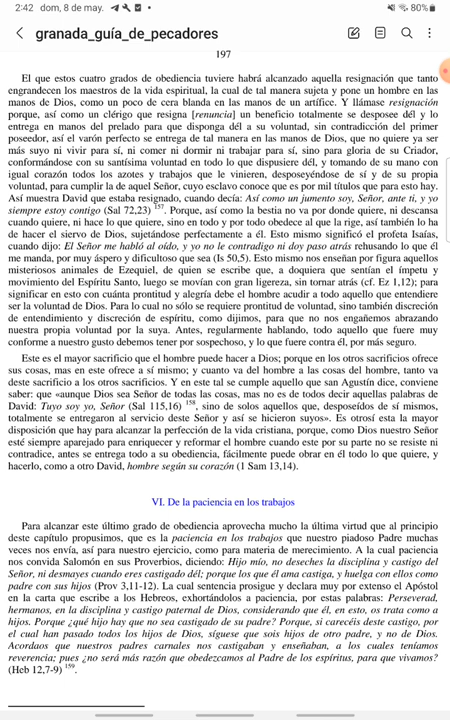 2:42 dom, 8 de may.
80%
granada_guía_de_pecadores
197
El que estos cuatro grados de obediencia tuviere habrá alcanzado aquella resignación que tanto
engrandecen los maestros de la vida espiritual, la cual de tal manera sujeta y pone un hombre en las
manos de Dios, como un poco de cera blanda en las manos de un artífice. Y llámase resignación
porque, así como un clérigo que resigna [renuncia] un beneficio totalmente se desposee dél y lo
entrega en manos del prelado para que disponga dél a su voluntad, sin contradicción del primer
poseedor, así el varón perfecto se entrega de tal manera en las manos de Dios, que no quiere ya ser
más suyo ni vivir para sí, ni comer ni dormir ni trabajar para sí, sino para gloria de su Criador,
conformándose con su santísima voluntad en todo lo que dispusiere dél, y tomando de su mano con
igual corazón todos los azotes y trabajos que le vinieren, desposeyéndose de sí y de su propia
voluntad, para cumplir la de aquel Señor, cuyo esclavo conoce que es por mil títulos que para esto hay.
Así muestra David que estaba resignado, cuando decía: Así como un jumento soy, Señor, ante ti, y yo
siempre estoy contigo (Sal 72,23) 157. Porque, así como la bestia no va por donde quiere, ni descansa
cuando quiere, ni hace lo que quiere, sino en todo y por todo obedece al que la rige, así también lo ha
de hacer el siervo de Dios, sujetándose perfectamente a él. Esto mismo significó el profeta Isaías,
cuando dijo: El Señor me habló al oído, y yo no le contradigo ni doy paso atrás rehusando lo que él
me manda, por muy áspero y dificultoso que sea (Is 50,5). Esto mismo nos enseñan por figura aquellos
misteriosos animales de Ezequiel, de quien se escribe que, a doquiera que sentían el ímpetu y
movimiento del Espíritu Santo, luego se movían con gran ligereza, sin tornar atrás (cf. Ez 1,12); para
significar en esto con cuánta prontitud y alegría debe el hombre acudir a todo aquello que entendiere
ser la voluntad de Dios. Para lo cual no sólo se requiere prontitud de voluntad, sino también discreción
de entendimiento y discreción de espíritu, como dijimos, para que no nos engañemos abrazando
nuestra propia voluntad por la suya. Antes, regularmente hablando, todo aquello que fuere muy
conforme a nuestro gusto debemos tener por sospechoso, y lo que fuere contra él, por más seguro.
Este es el mayor sacrificio que el hombre puede hacer a Dios; porque en los otros sacrificios ofrece
sus cosas, mas en este ofrece a sí mismo; y cuanto va del hombre a las cosas del hombre, tanto va
deste sacrificio a los otros sacrificios. Y en este tal se cumple aquello que san Agustín dice, conviene
saber: que «aunque Dios sea Señor de todas las cosas, mas no es de todos decir aquellas palabras de
David: Tuyo soy yo, Señor (Sal 115,16) 158, sino de solos aquellos que, desposeídos de sí mismos,
totalmente se entregaron al servicio deste Señor y así se hicieron suyos». Es otrosí esta la mayor
disposición que hay para alcanzar la perfección de la vida cristiana, porque, como Dios nuestro Señor
esté siempre aparejado para enriquecer y reformar el hombre cuando este por su parte no se resiste ni
contradice, antes se entrega todo a su obediencia, fácilmente puede obrar en él todo lo que quiere, y
hacerlo, como a otro David, hombre según su corazón (1 Sam 13,14).
VI. De la paciencia en los trabajos
Para alcanzar este último grado de obediencia aprovecha mucho la última virtud que al principio
deste capítulo propusimos, que es la paciencia en los trabajos que nuestro piadoso Padre muchas
veces nos envía, así para nuestro ejercicio, como para materia de merecimiento. A la cual paciencia
nos convida Salomón en sus Proverbios, diciendo: Hijo mío, no deseches la disciplina y castigo del
Señor, ni desmayes cuando eres castigado dél; porque los que él ama castiga, y huelga con ellos como
padre con sus hijos (Prov 3,11-12). La cual sentencia prosigue y declara muy por extenso el Apóstol
en la carta que escribe a los Hebreos, exhortándolos a paciencia, por estas palabras: Perseverad,
hermanos, en la disciplina y castigo paternal de Dios, considerando que él, en esto, os trata como a
hijos. Porque ¿qué hijo hay que no sea castigado de su padre? Porque, si carecéis deste castigo, por
el cual han pasado todos los hijos de Dios, síguese que sois hijos de otro padre, y no de Dios.
Acordaos que nuestros padres carnales nos castigaban y enseñaban, a los cuales teníamos
reverencia; pues ¿no será más razón que obedezcamos al Padre de los espíritus, para que vivamos?
(Heb 12,7-9) 159.